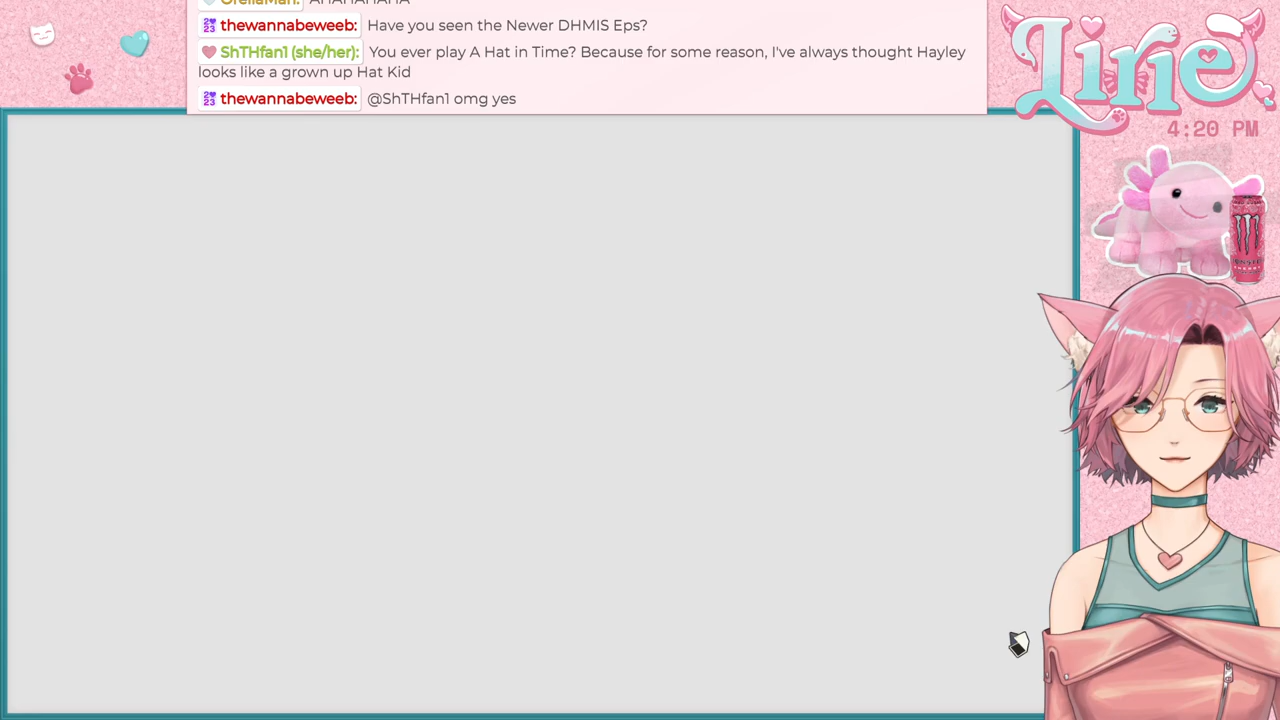 OreliaMan: AHAHAHAHA
thewannabeweeb: Have you seen the Newer DHMIS Eps?
ShTHfan1 (she/her): You ever play A Hat in Time? Because for some reason, I've always thought Hayley
looks like a grown up Hat Kid
thewannabeweeb: @ShTHfan1 omg yes
Lirie
4:20 PM